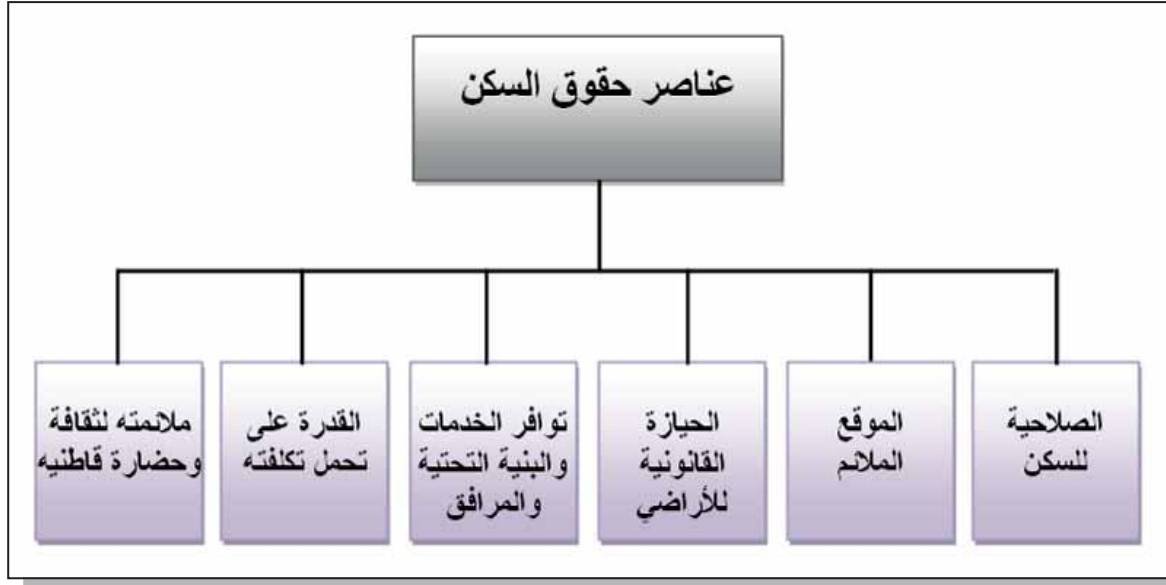 عناصر حقوق السكن
الصلاحية
للسكن
الموقع
الملائم
الحيازة
القانونية
للأراضي
توافر الخدمات
والبنية التحتية
والمرافق
القدرة على
تحمل تكلفته
ملائمته لثقافة
وحضارة قاطنيه